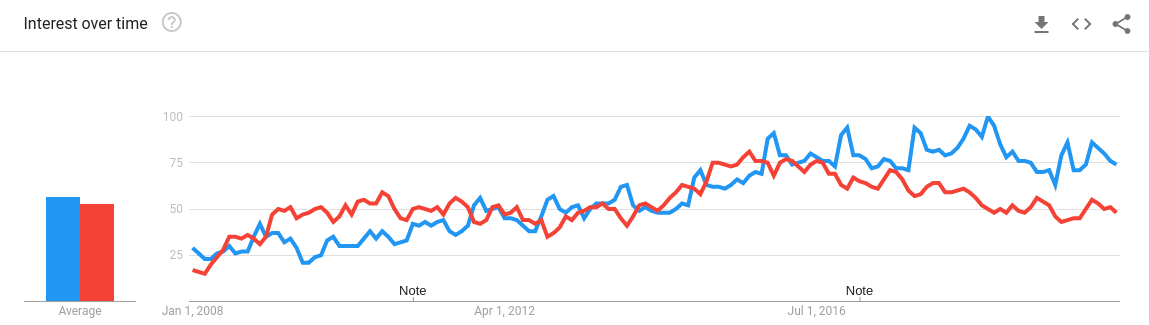 Interest over time
100
75
50
25
Note
Note
Average
Jan 1, 2008
Apr 1, 2012
Jul 1, 2016